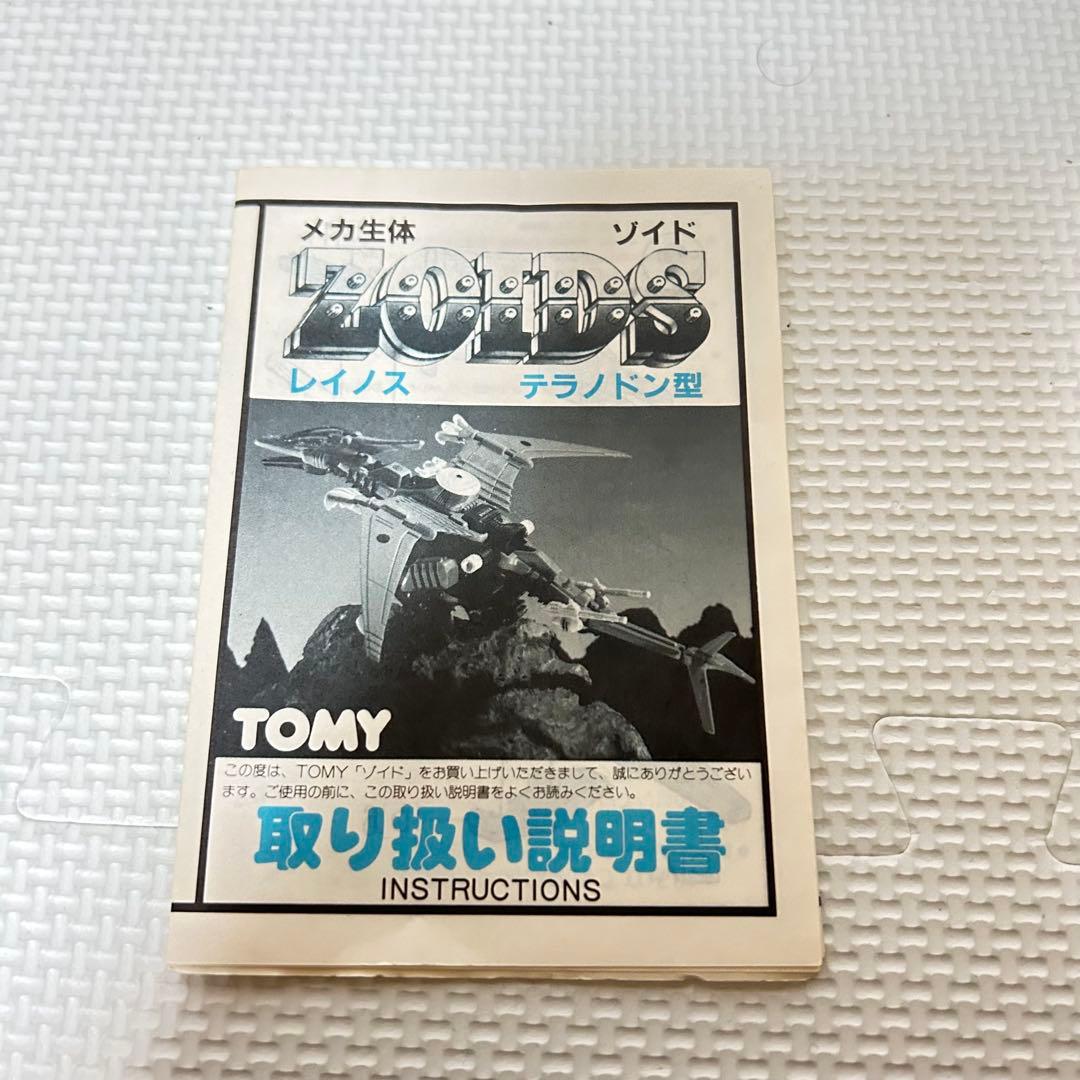 メカ生体 ゾイド
ZOIDS
レイノス テラノドン型
TOMY
この度は、TOMY「ゾイド」をお買い上げいただきまして、誠にありがとうござい
ます。ご使用の前に、この取り扱い説明書をよくお読みください。
取り扱い説明書
INSTRUCTIONS